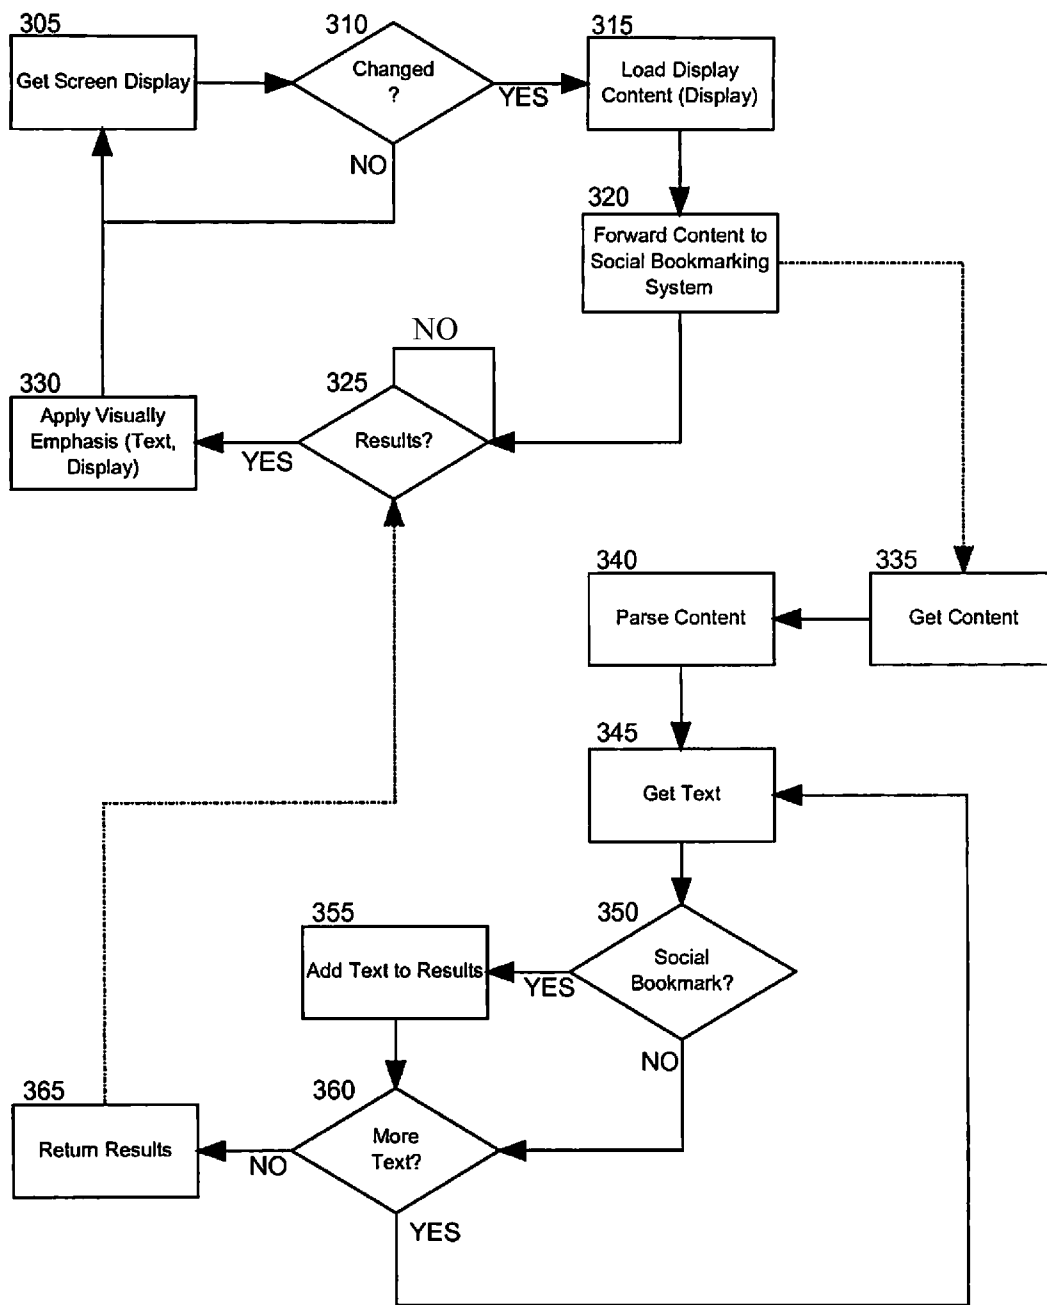 305
Get Screen Display
310
Changed
?
YES
NO
315
Load Display
Content (Display)
320
Forward Content to
Social Bookmarking
System
NO
325
Results?
YES
330
Apply Visually
Emphasis (Text,
Display)
335
Get Content
340
Parse Content
345
Get Text
350
Social
Bookmark?
YES
NO
355
Add Text to Results
360
More
Text?
NO
YES
365
Return Results